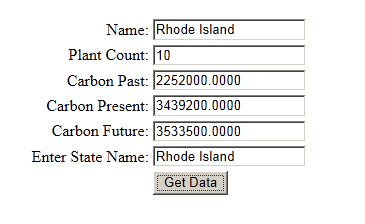 Name: Rhode Island
Plant Count: 10
Carbon Past: 2252000.0000
Carbon Present: 3439200.0000
Carbon Future: 3533500.0000
Enter State Name: Rhode Island
Get Data